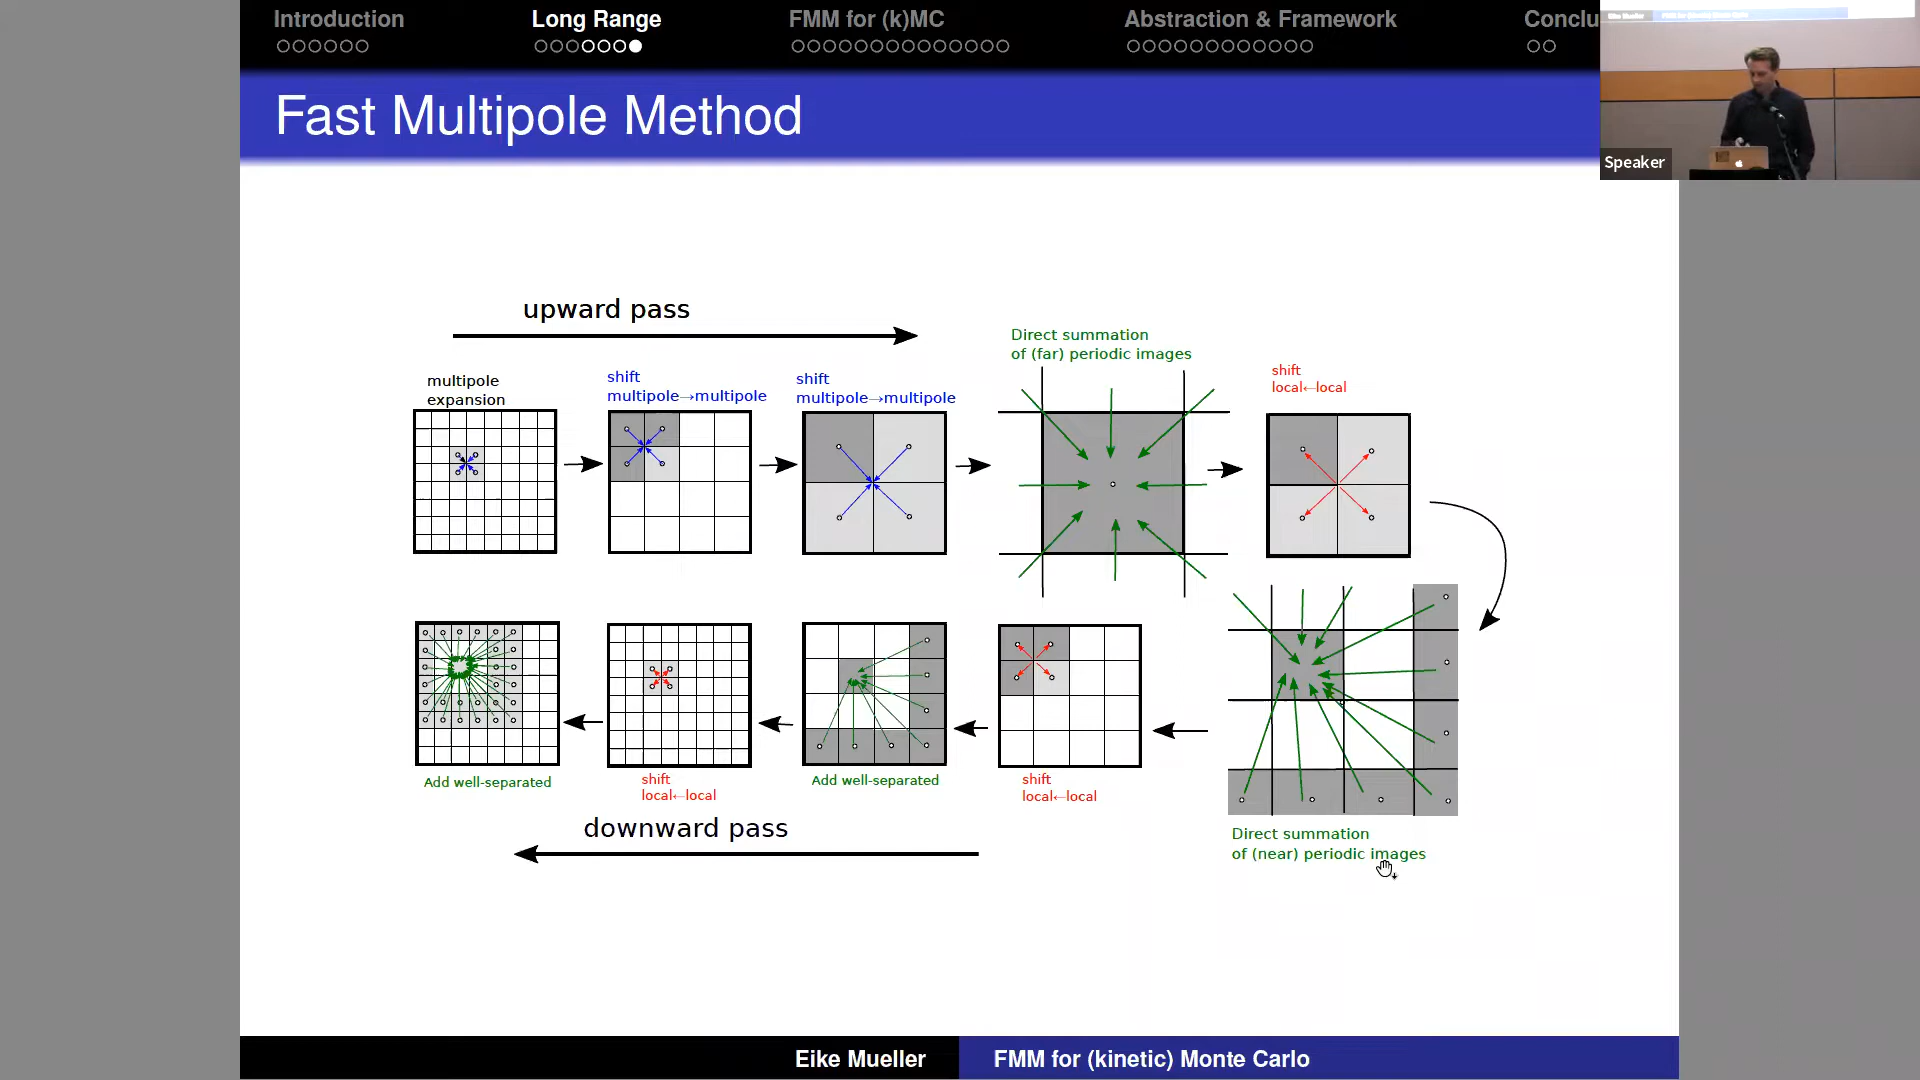 Introduction
Long Range
FMM for (k)MC
Abstraction & Framework
Conclu
Fast Multipole Method
Speaker
upward pass
multipole
expansion
shift
multipole→multipole
shift
multipole→multipole
Direct summation
of (far) periodic images
shift
local←local
Add well-separated
shift
local←local
Add well-separated
shift
local←local
Direct summation
of (near) periodic images
downward pass
Eike Mueller
FMM for (kinetic) Monte Carlo